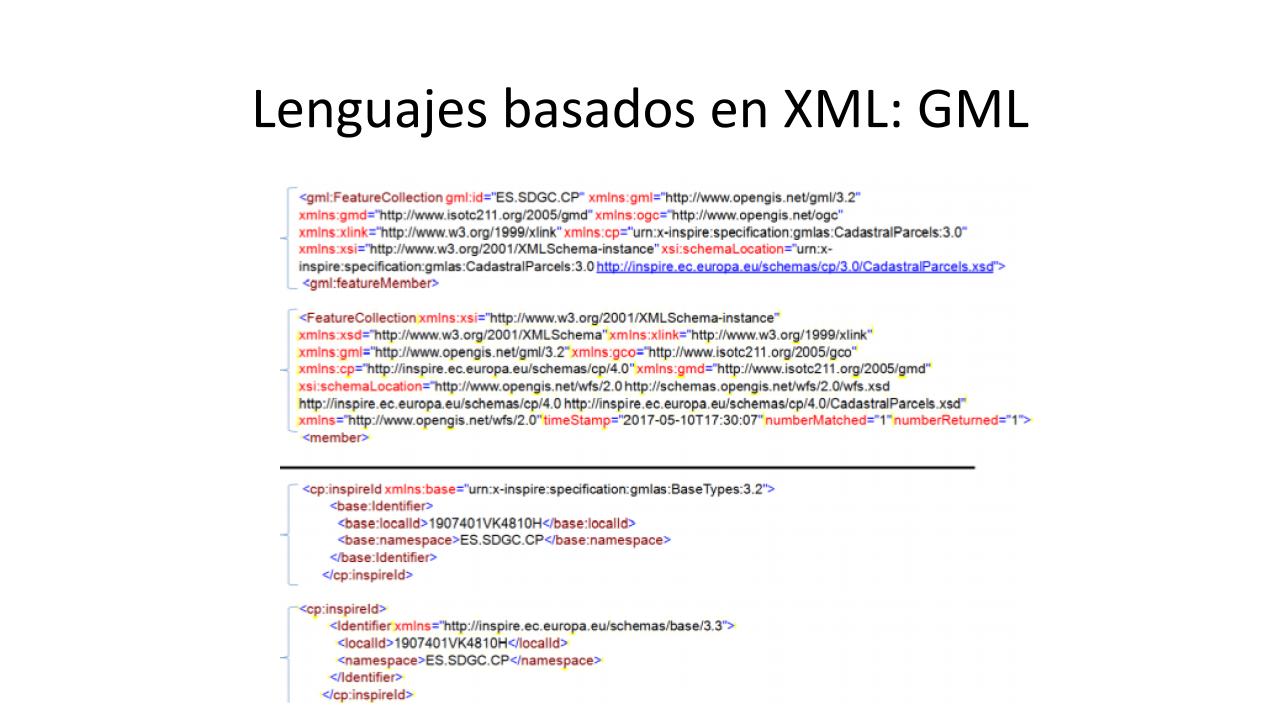 Lenguajes basados en XML: GML
<gml:FeatureCollection gml:id="ES.SDGC.CP" xmlns:gml="http://www.opengis.net/gml/3.2"
xmlns:gmd="http://www.isotc211.org/2005/gmd" xmlns:ogc="http://www.opengis.net/ogc"
xmlns:xlink="http://www.w3.org/1999/xlink" xmlns:cp="urn:x-inspire:specification:gmlas:CadastralParcels:3.0"
xmlns:xsi="http://www.w3.org/2001/XMLSchema-instance" xsi:schemaLocation="urn:x-
inspire:specification:gmlas:CadastralParcels:3.0 http://inspire.ec.europa.eu/schemas/cp/3.0/CadastralParcels.xsd">
<gml:featureMember>
<FeatureCollection xmlns:xsi="http://www.w3.org/2001/XMLSchema-instance"
xmlns:xsd="http://www.w3.org/2001/XMLSchema" xmlns:xlink="http://www.w3.org/1999/xlink"
xmlns:gml="http://www.opengis.net/gml/3.2" xmlns:gco="http://www.isotc211.org/2005/gco"
xmlns:cp="http://inspire.ec.europa.eu/schemas/cp/4.0" xmlns:gmd="http://www.isotc211.org/2005/gmd"
xsi:schemaLocation="http://www.opengis.net/wfs/2.0 http://schemas.opengis.net/wfs/2.0/wfs.xsd
http://inspire.ec.europa.eu/schemas/cp/4.0 http://inspire.ec.europa.eu/schemas/cp/4.0/CadastralParcels.xsd"
xmlns="http://www.opengis.net/wfs/2.0" timeStamp="2017-05-10T17:30:07" numberMatched="1" numberReturned="1">
<member>
<cp:inspireId xmlns:base="urn:x-inspire:specification:gmlas:BaseTypes:3.2">
<base:Identifier>
<base:localId>1907401VK4810H</base:localId>
<base:namespace>ES.SDGC.CP</base:namespace>
</base:Identifier>
</cp:inspireId>
<cp:inspireId>
<Identifier xmlns="http://inspire.ec.europa.eu/schemas/base/3.3">
<localId>1907401VK4810H</localId>
<namespace>ES.SDGC.CP</namespace>
</Identifier>
</cp:inspireId>